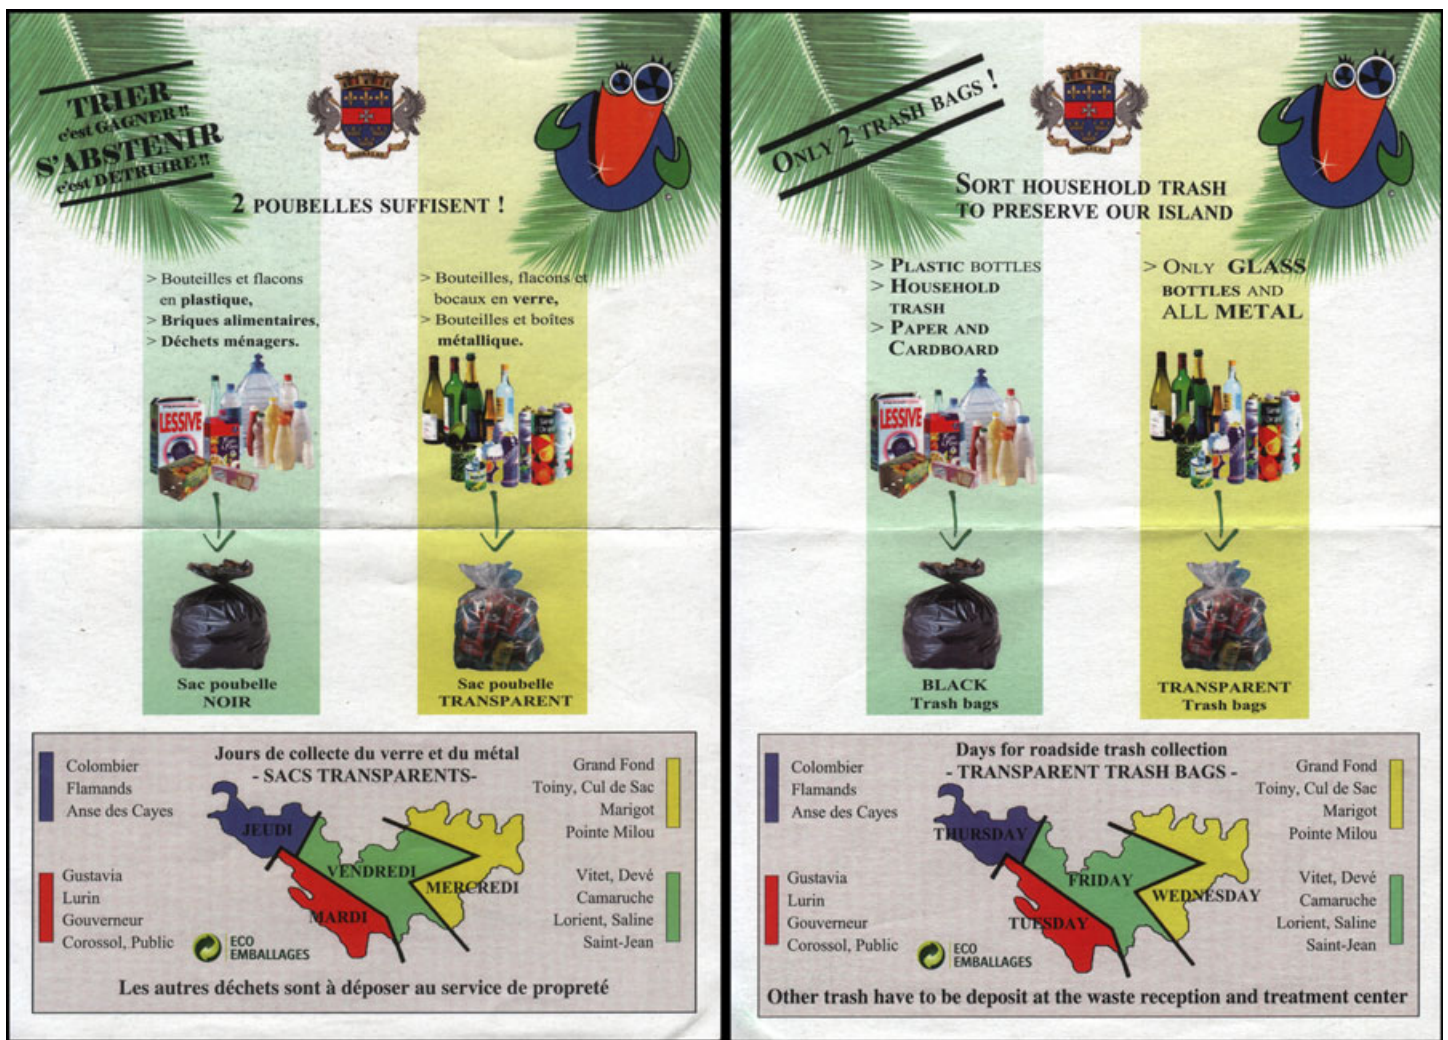 TRIER
c'est GAGNER !!
S'ABSTENIR
c'est DETRUIRE !!
2 POUBELLES SUFFISENT !
> Bouteilles et flacons
en plastique,
> Briques alimentaires,
> Déchets ménagers.
> Bouteilles, flacons et
bocaux en verre,
> Bouteilles et boîtes
métallique.
LESSIVE
Sac poubelle
NOIR
Sac poubelle
TRANSPARENT
Jours de collecte du verre et du métal
- SACS TRANSPARENTS-
Colombier
Flamands
Anse des Cayes
Grand Fond
Toiny, Cul de Sac
Marigot
Pointe Milou
JEUDI
VENDREDI
MERCREDI
MARDI
Gustavia
Lurin
Gouverneur
Corossol, Public
Vitet, Devé
Camaruche
Lorient, Saline
Saint-Jean
ECO
EMBALLAGES
Les autres déchets sont à déposer au service de propreté
ONLY 2 TRASH BAGS !
SORT HOUSEHOLD TRASH
TO PRESERVE OUR ISLAND
> PLASTIC BOTTLES
> HOUSEHOLD
TRASH
> PAPER AND
CARDBOARD
> ONLY GLASS
BOTTLES AND
ALL METAL
LESSIVE
BLACK
Trash bags
TRANSPARENT
Trash bags
Days for roadside trash collection
- TRANSPARENT TRASH BAGS -
Colombier
Flamands
Anse des Cayes
Grand Fond
Toiny, Cul de Sac
Marigot
Pointe Milou
THURSDAY
FRIDAY
WEDNESDAY
TUESDAY
Gustavia
Lurin
Gouverneur
Corossol, Public
Vitet, Devé
Camaruche
Lorient, Saline
Saint-Jean
ECO
EMBALLAGES
Other trash have to be deposit at the waste reception and treatment center